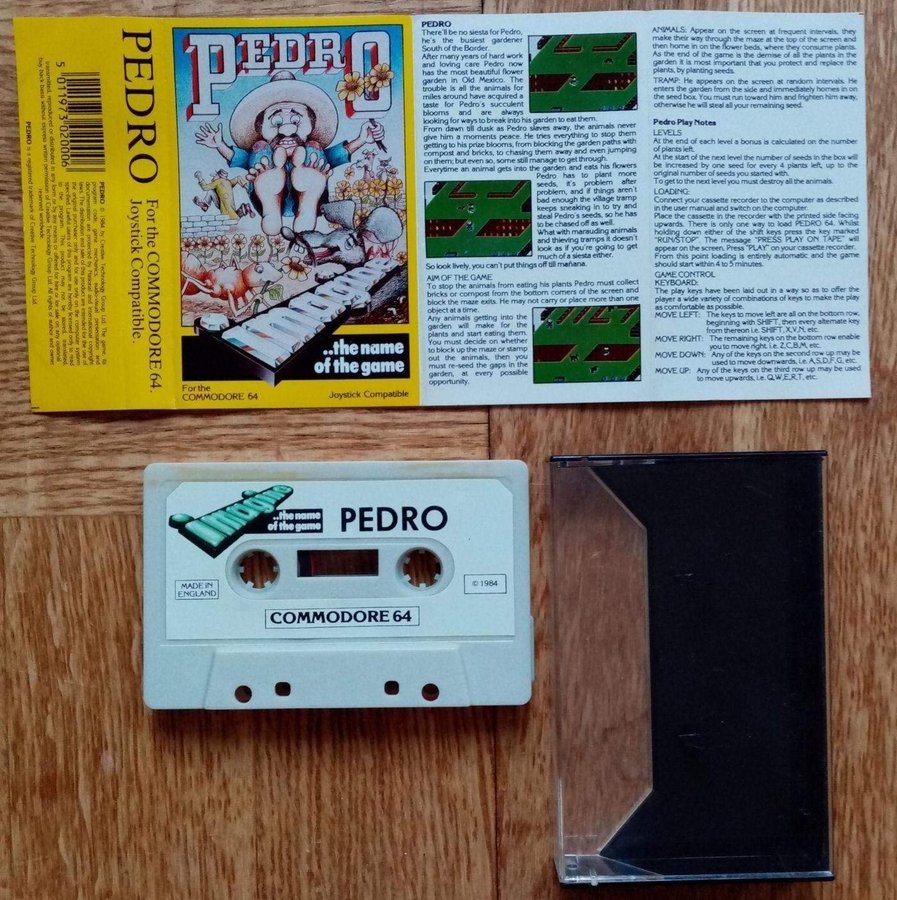 5 011973 020006
PEDRO
For the COMMODORE 64.
Joystick Compatible.
PEDRO
imagine
...the name
of the game
For the
COMMODORE 64
Joystick Compatible
PEDRO
There'll be no siesta for Pedro,
he's the busiest gardener
South of the Border.
After many years of hard work
and loving care Pedro now
has the most beautiful flower
garden in Old Mexico. The
trouble is all the animals for
miles around have acquired a
taste for Pedro's succulent
blooms and are always
looking for ways to break into his garden to eat them.
From dawn till dusk as Pedro slaves away, the animals never
give him a moments peace. He tries everything to stop them
getting to his prize blooms, from blocking the garden paths with
compost and bricks, to chasing them away and even jumping
on them; but even so, some still manage to get through.
Everytime an animal gets into the garden and eats his flowers
Pedro has to plant more
seeds, it's problem after
problem, and if things aren't
bad enough the village tramp
keeps sneaking in to try and
steal Pedro's seeds, so he has
to be chased off as well.
What with marauding animals
and thieving tramps it doesn't
look as if you're going to get
much of a siesta either.
So look lively, you can't put things off till mañana.
AIM OF THE GAME
To stop the animals from eating his plants Pedro must collect
bricks or compost from the bottom corners of the screen and
block the maze exits. He may not carry or place more than one
object at a time.
Any animals getting into the
garden will make for the
plants and start eating them.
You must decide on whether
to block up the maze or stamp
out the animals, then you
must re-seed the gaps in the
garden, at every possible
opportunity.
ANIMALS: Appear on the screen at frequent intervals, they
make their way through the maze at the top of the screen and
then home in on the flower beds, where they consume plants.
As the end of the game is the demise of all the plants in the
garden it is most important that you protect and replace the
plants, by planting seeds.
TRAMP: He appears on the screen at random intervals. He
enters the garden from the side and immediately homes in on
the seed box. You must run toward him and frighten him away,
otherwise he will steal all your remaining seed.
Pedro Play Notes
LEVELS
At the end of each level a bonus is calculated on the number
of plants left.
At the start of the next level the number of seeds in the box will
be increased by one seed for every 4 plants left, up to the
original number of seeds you started with.
To get to the next level you must destroy all the animals.
LOADING:
Connect your cassette recorder to the computer as described
in the user manual and switch on the computer.
Place the cassette in the recorder with the printed side facing
upwards. There is only one way to load PEDRO 64. Whilst
holding down either of the shift keys press the key marked
"RUN/STOP". The message "PRESS PLAY ON TAPE" will
appear on the screen. Press "PLAY" on your cassette recorder.
From this point loading is entirely automatic and the game
should start within 4 to 5 minutes.
GAME CONTROL
KEYBOARD:
The play keys have been laid out in a way so as to offer the
player a wide variety of combinations of keys to make the play
as comfortable as possible.
MOVE LEFT: The keys to move left are all on the bottom row,
beginning with SHIFT, then every alternate key
from thereon i.e. SHIFT, X,V,N, etc.
MOVE RIGHT: The remaining keys on the bottom row enable
you to move right. i.e. Z,C,B,M, etc.
MOVE DOWN: Any of the keys on the second row up may be
used to move downwards, i.e. A,S,D,F,G, etc.
MOVE UP: Any of the keys on the third row up may be used
to move upwards, i.e. Q,W,E,R,T, etc.
imagine
...the name
of the game
PEDRO
MADE IN
ENGLAND
© 1984
COMMODORE 64